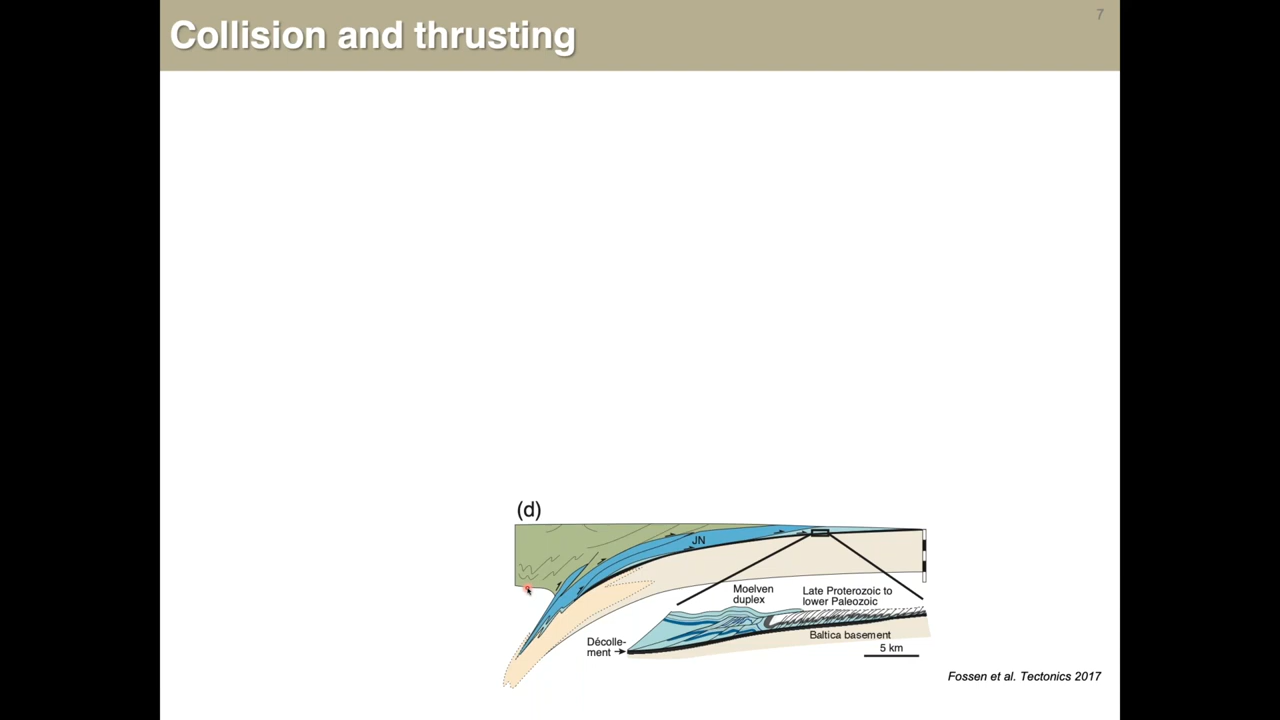 Collision and thrusting
7
(d)
JN
Moelven
duplex
Late Proterozoic to
lower Paleozoic
Décolle-
ment
Baltica basement
5 km
Fossen et al. Tectonics 2017